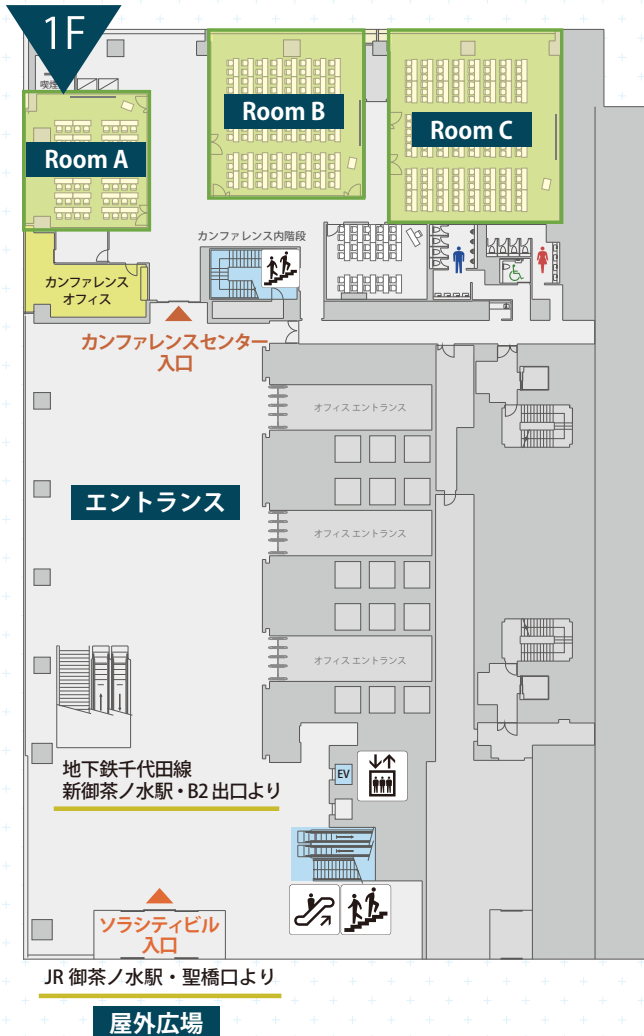 1F
喫煙
Room A
Room B
Room C
カンファレンス
オフィス
カンファレンス内階段
カンファレンスセンター
入口
オフィス エントランス
エントランス
オフィス エントランス
オフィス エントランス
地下鉄千代田線
新御茶ノ水駅・B2 出口より
EV
ソラシティビル
入口
JR 御茶ノ水駅・聖橋口より
屋外広場